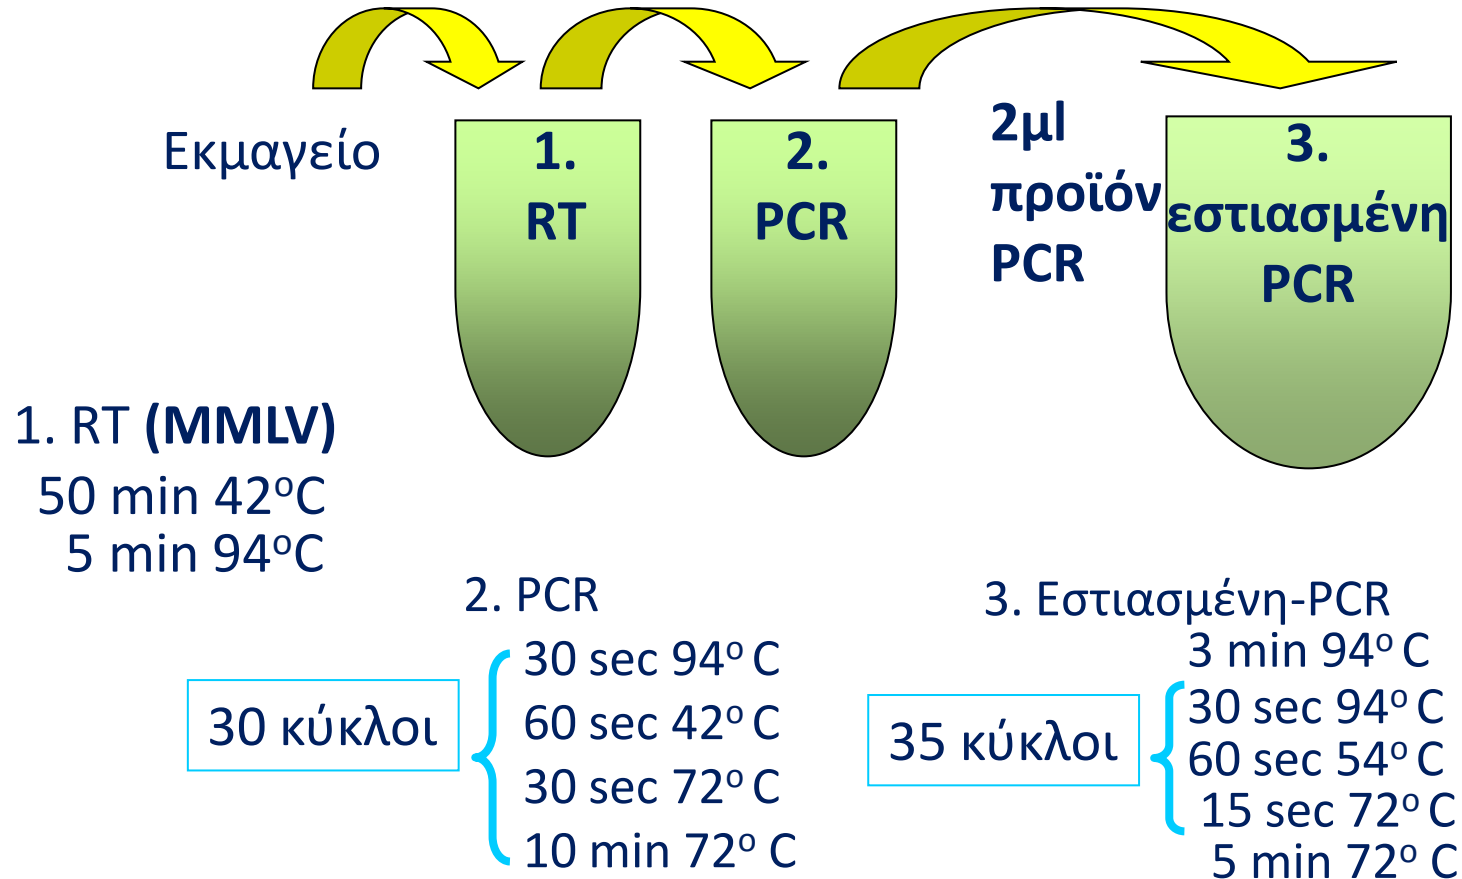 Εκμαγείο
1.
RT
2.
PCR
2μl
προϊόν
PCR
3.
εστιασμένη
PCR
1. RT (MMLV)
50 min 42ᵒC
5 min 94ᵒC
2. PCR
30 κύκλοι
30 sec 94ᵒ C
60 sec 42ᵒ C
30 sec 72ᵒ C
10 min 72ᵒ C
3. Εστιασμένη-PCR
3 min 94ᵒ C
35 κύκλοι
30 sec 94ᵒ C
60 sec 54ᵒ C
15 sec 72ᵒ C
5 min 72ᵒ C